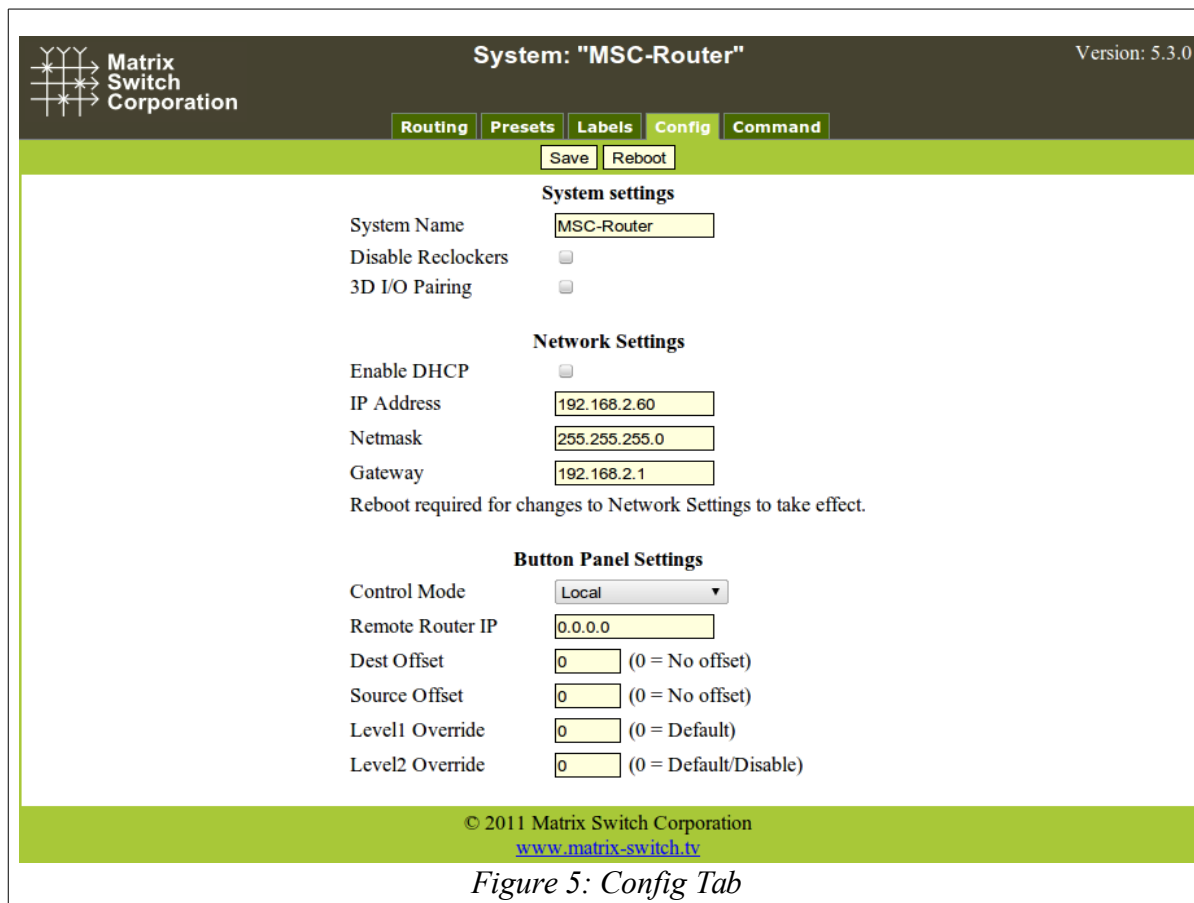 Matrix
Switch
Corporation
System: "MSC-Router"
Version: 5.3.0
Routing Presets Labels Config Command
Save Reboot
System settings
System Name MSC-Router
Disable Reclockers
3D I/O Pairing
Network Settings
Enable DHCP
IP Address 192.168.2.60
Netmask 255.255.255.0
Gateway 192.168.2.1
Reboot required for changes to Network Settings to take effect.
Button Panel Settings
Control Mode Local
Remote Router IP 0.0.0.0
Dest Offset 0 (0 = No offset)
Source Offset 0 (0 = No offset)
Level1 Override 0 (0 = Default)
Level2 Override 0 (0 = Default/Disable)
© 2011 Matrix Switch Corporation
www.matrix-switch.tv
Figure 5: Config Tab